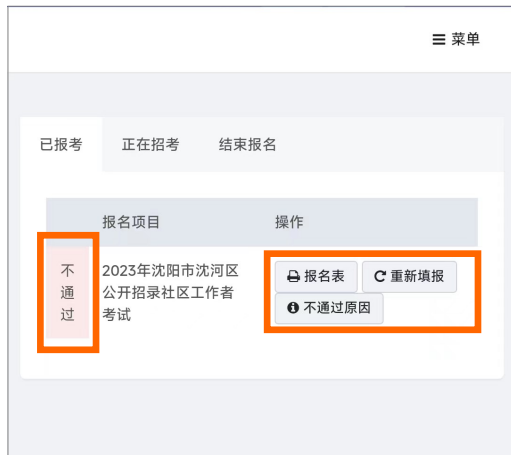 菜单
已报考 正在招考 结束报名
报名项目 操作
不
通
过
2023年沈阳市沈河区
公开招录社区工作者
考试
报名表 重新填报
不通过原因